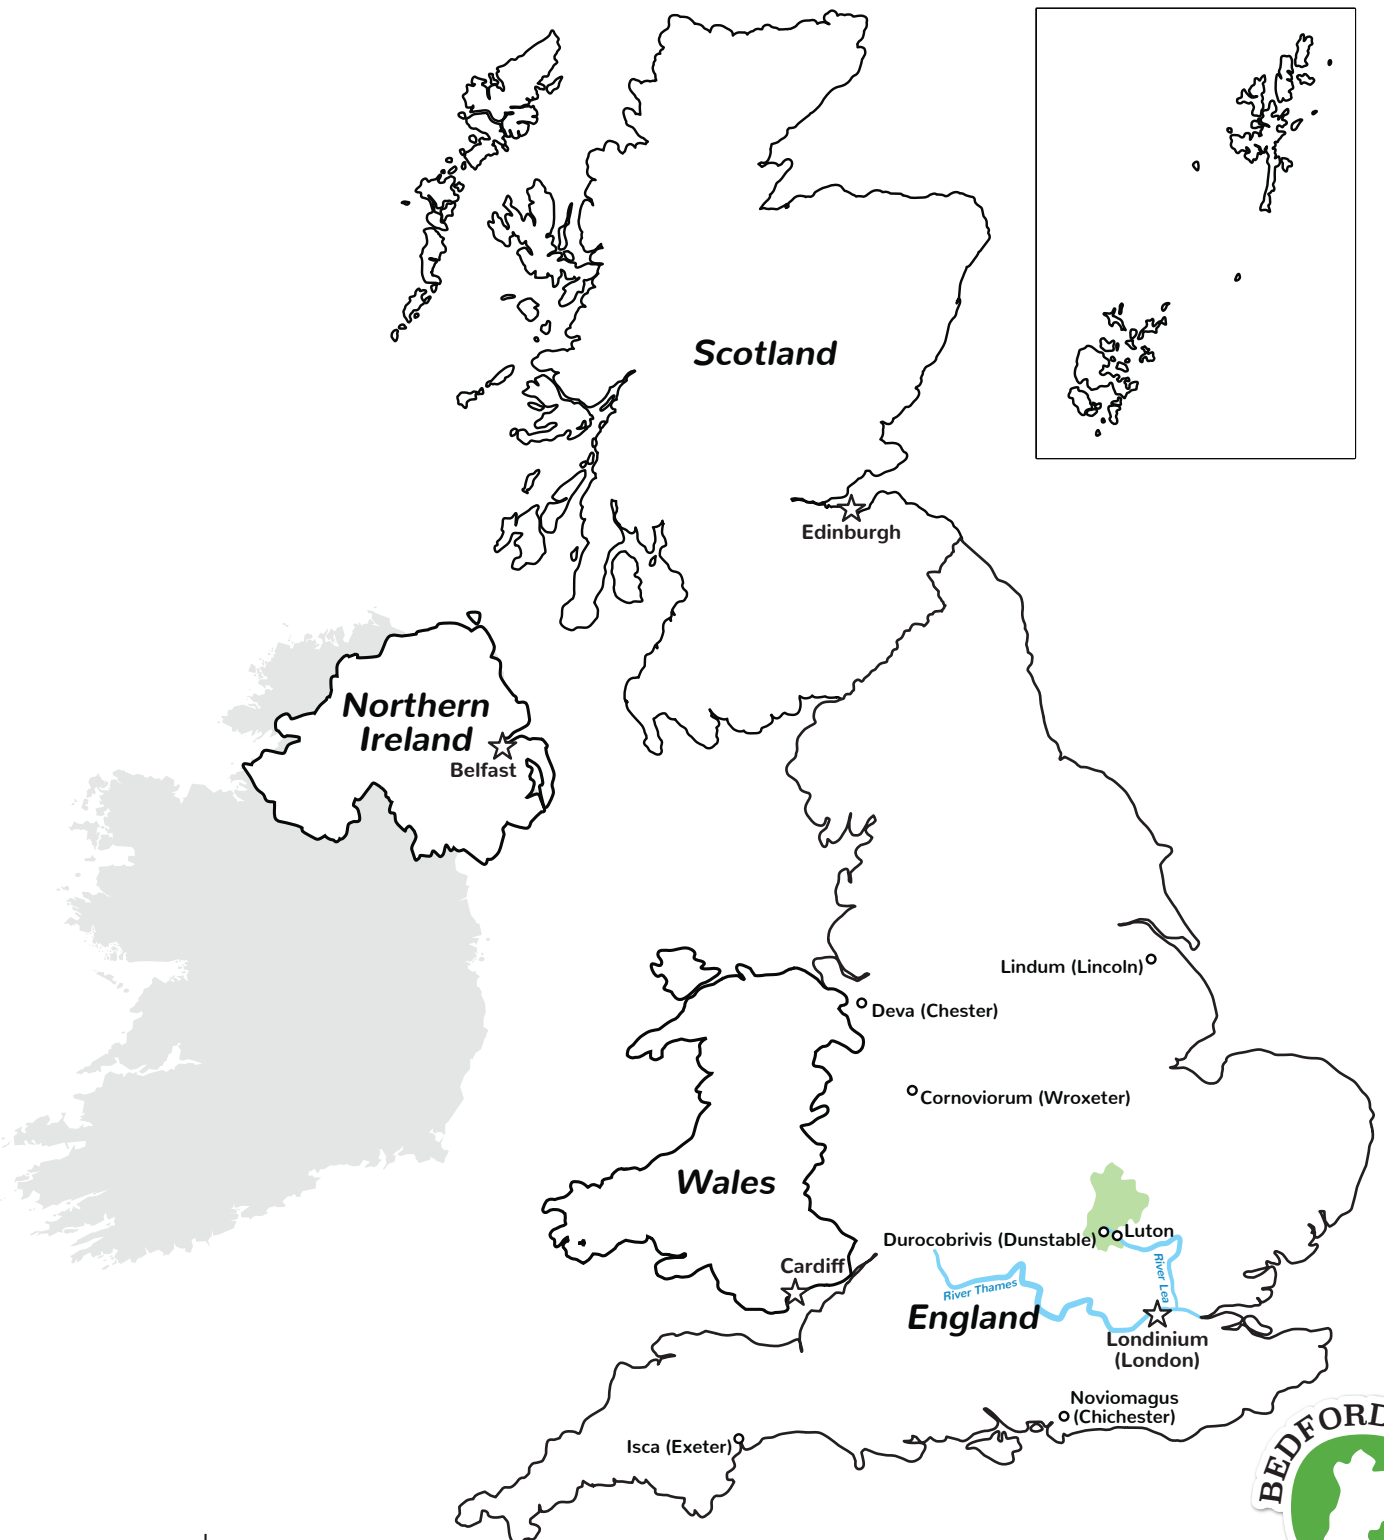 Scotland
Edinburgh
Northern
Ireland
Belfast
Lindum (Lincoln)
Deva (Chester)
Cornoviorum (Wroxeter)
Wales
Luton
Durocobrivis (Dunstable)
Cardiff
River Thames
River Lea
England
Londinium
(London)
Noviomagus
(Chichester)
Isca (Exeter)
BEDFORD